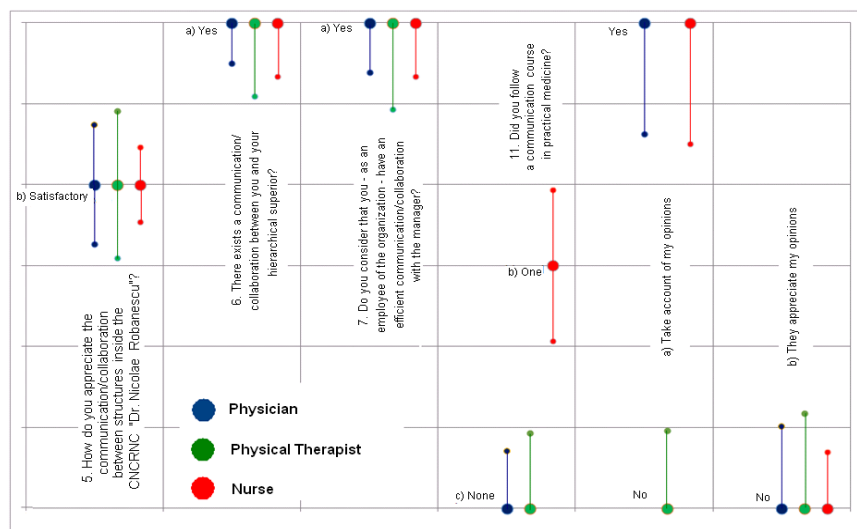 a) Yes
a) Yes
Yes
b) Satisfactory
5. How do you appreciate the
communication/collaboration
between structures inside the
CNCRNC "Dr. Nicolae Robanescu"?
6. There exists a communication/
collaboration between you and your
hierarchical superior?
7. Do you consider that you - as an
employee of the organization - have an
efficient communication/collaboration
with the manager?
11. Did you follow
a communication course
in practical medicine?
b) One
c) None
a) Take account of my opinions
No
b) They appreciate my opinions
No
Physician
Physical Therapist
Nurse